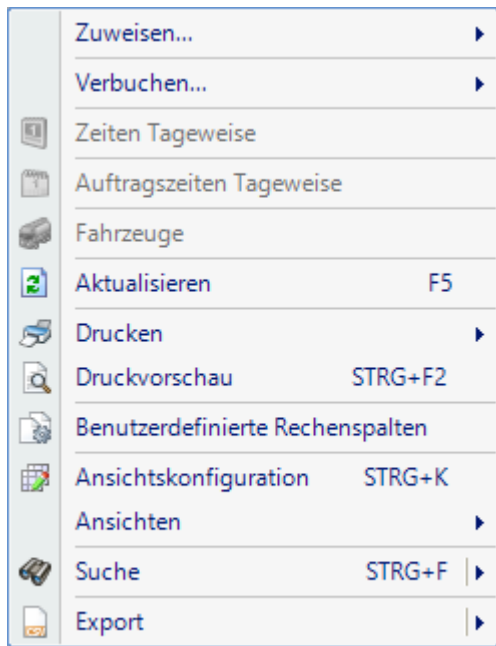 Zuweisen...
Verbuchen...
Zeiten Tageweise
Auftragszeiten Tageweise
Fahrzeuge
Aktualisieren F5
Drucken
Druckvorschau STRG+F2
Benutzerdefinierte Rechenspalten
Ansichtskonfiguration STRG+K
Ansichten
Suche STRG+F
Export